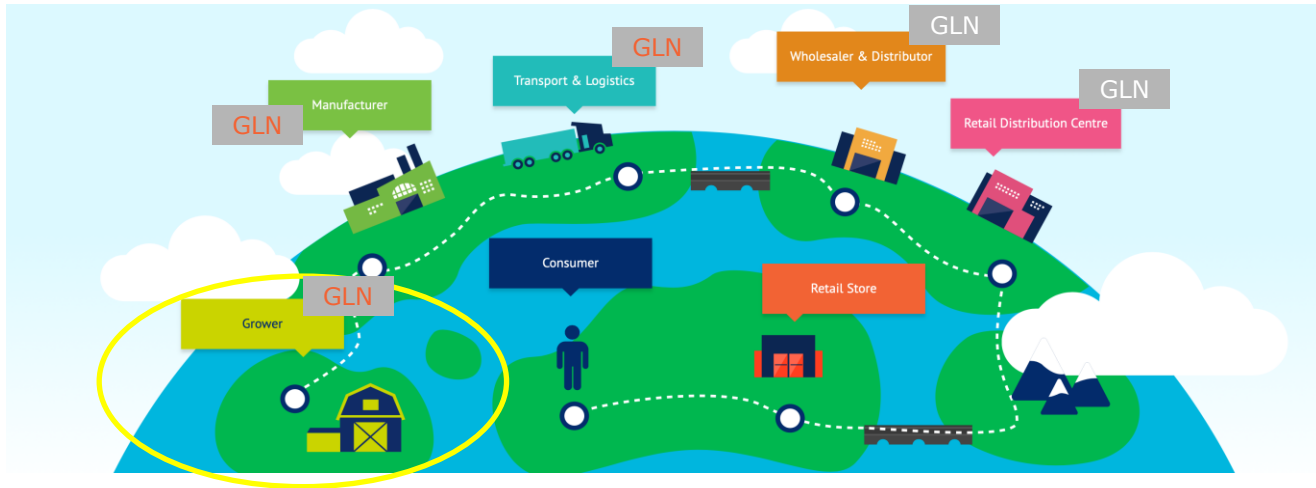 GLN
Wholesaler & Distributor
GLN
Transport & Logistics
GLN
Manufacturer
GLN
Retail Distribution Centre
Consumer
Retail Store
GLN
Grower